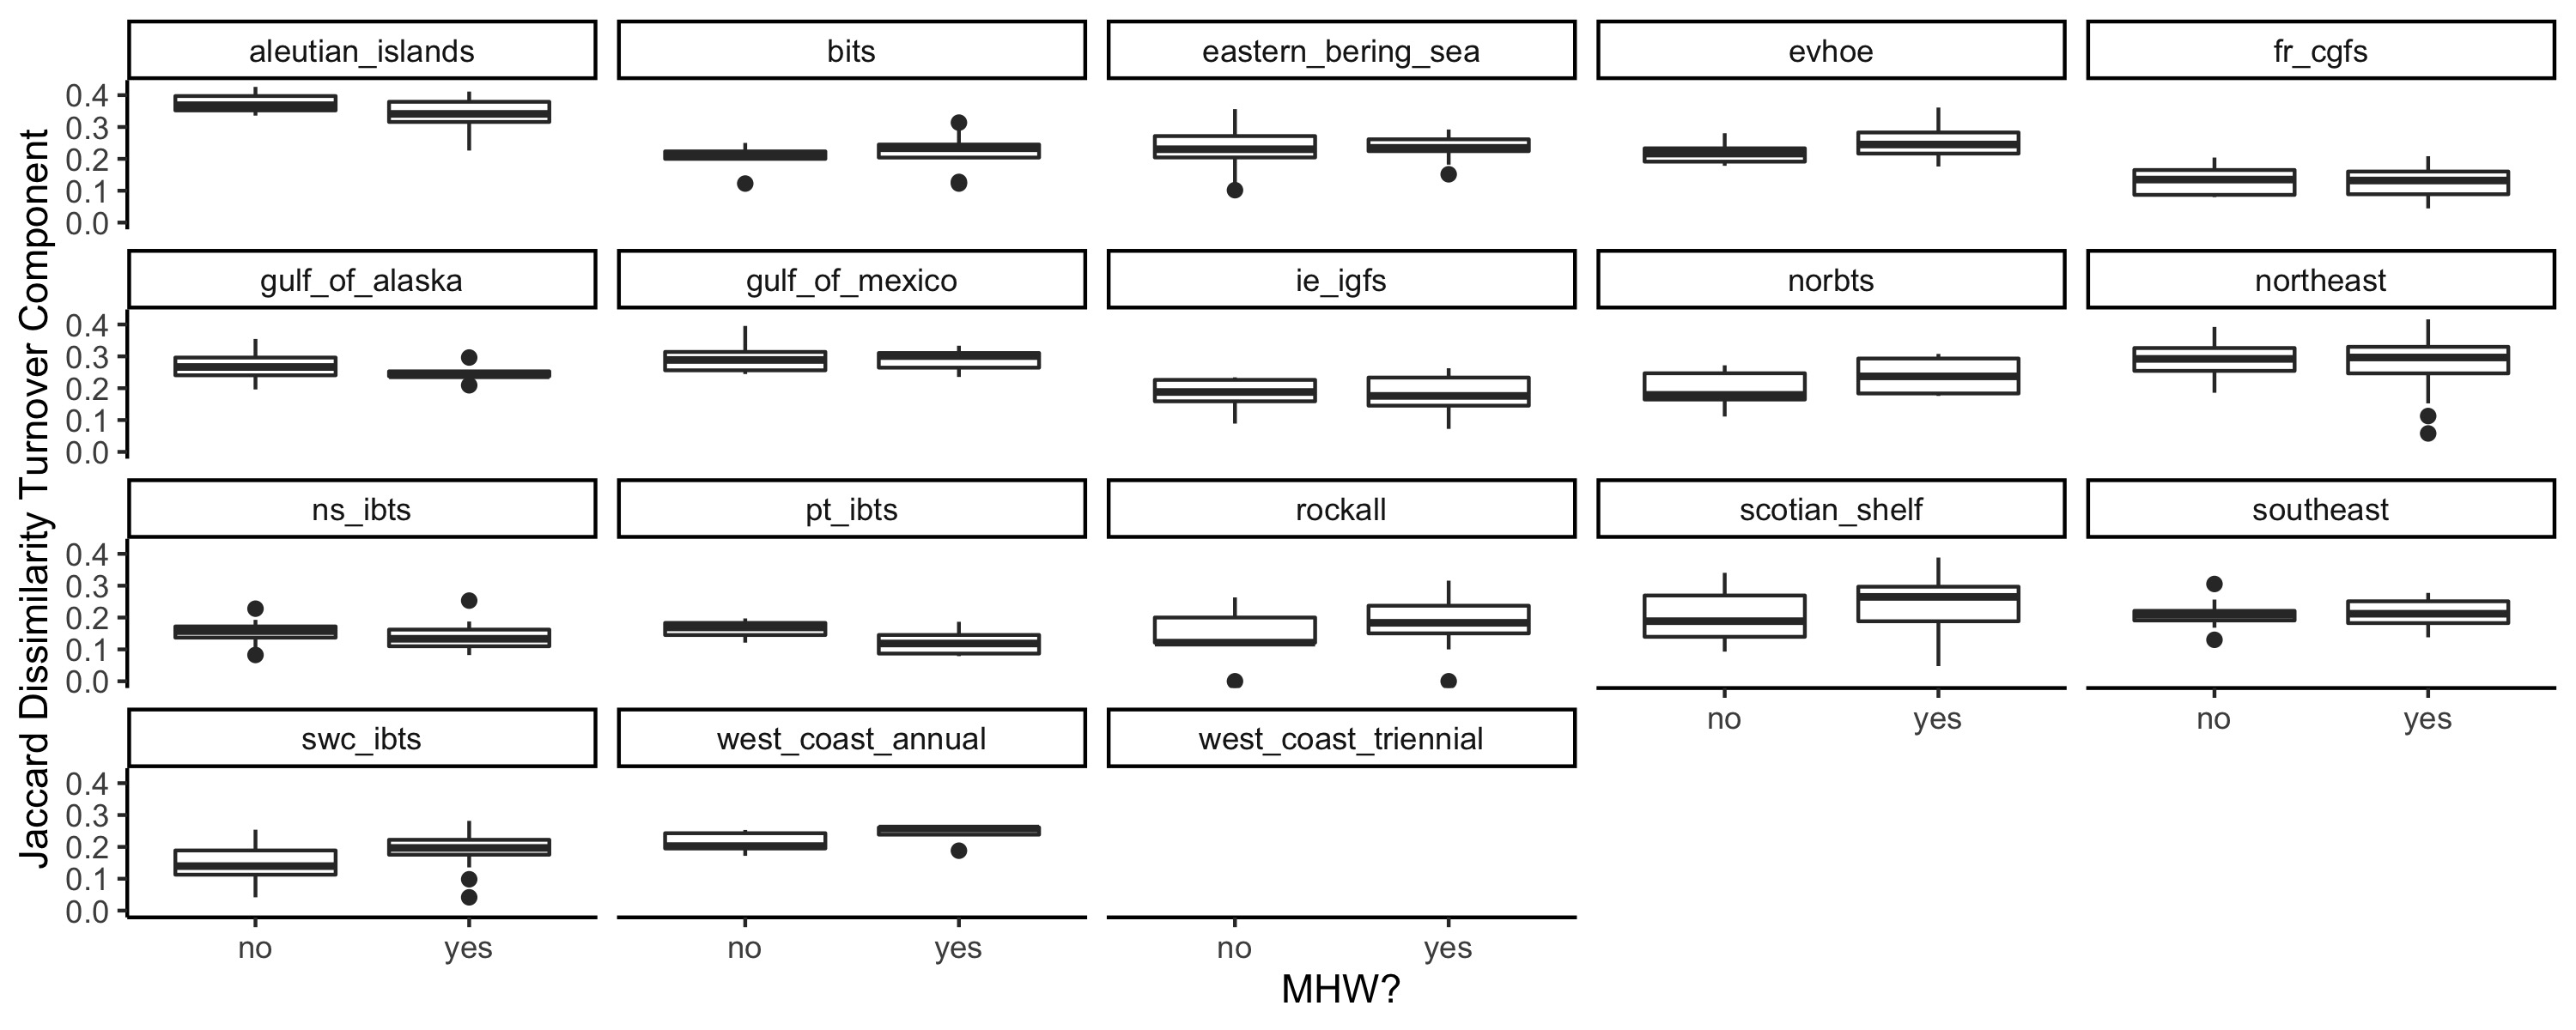 Jaccard Dissimilarity Turnover Component
aleutian_islands bits eastern_bering_sea evhoe fr_cgfs
0.4
0.3
0.2
0.1
0.0
gulf_of_alaska gulf_of_mexico ie_igfs norbts northeast
0.4
0.3
0.2
0.1
0.0
ns_ibts pt_ibts rockall scotian_shelf southeast
0.4
0.3
0.2
0.1
0.0
no yes no yes
swc_ibts west_coast_annual west_coast_triennial
0.4
0.3
0.2
0.1
0.0
no yes no yes no yes
MHW?